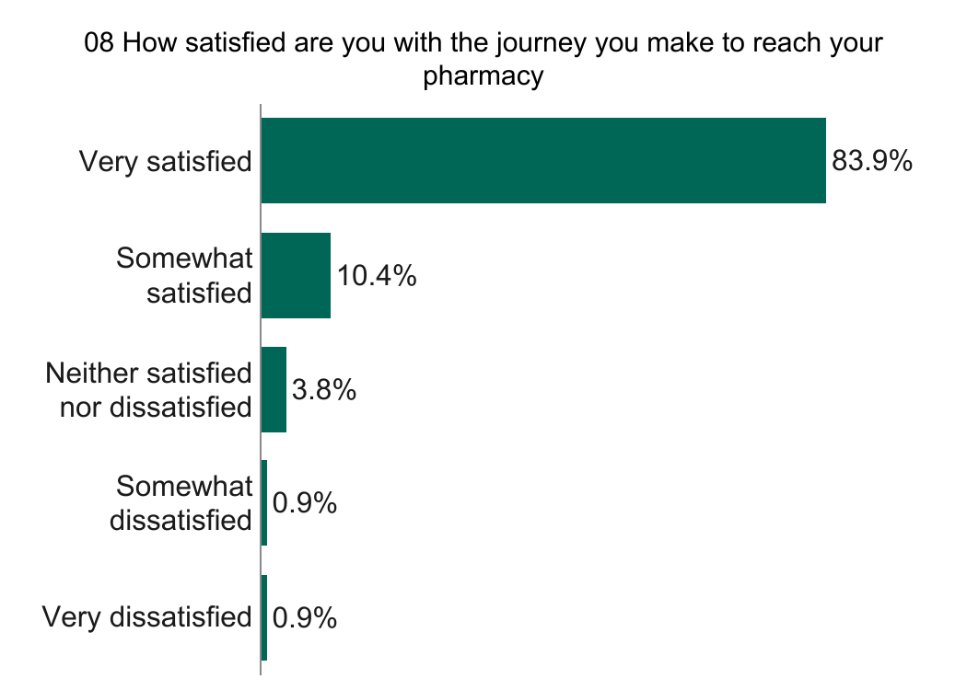 08 How satisfied are you with the journey you make to reach your
pharmacy
Very satisfied
83.9%
Somewhat
satisfied
10.4%
Neither satisfied
nor dissatisfied
3.8%
Somewhat
dissatisfied
0.9%
Very dissatisfied
0.9%